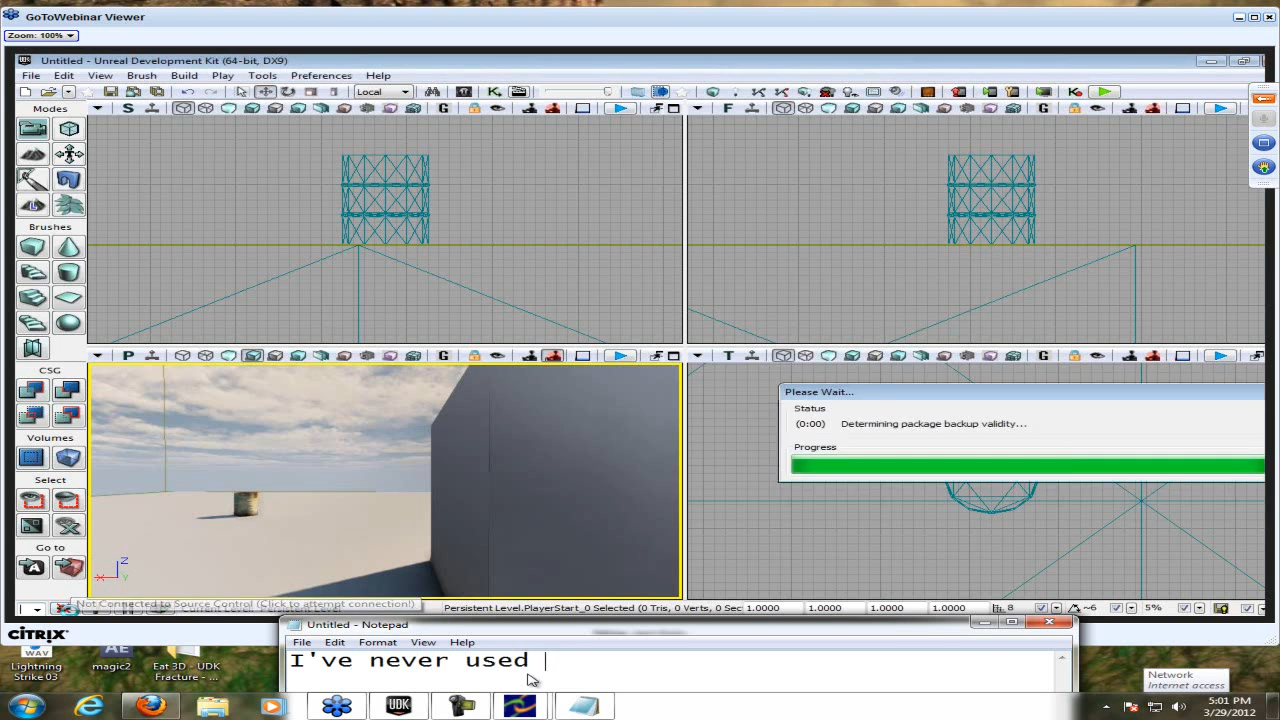 GoToWebinar Viewer
Zoom: 100%
Untitled - Unreal Development Kit (64-bit, DX9)
File Edit View Brush Build Play Tools Preferences Help
Local
Modes
S
G
F
G
Brushes
P
G
T
G
CSG
Please Wait...
Status
(0:00) Determining package backup validity...
Volumes
Progress
Select
Go to
Z
X
Y
Not Connected to Source Control (Click to attempt connection!)
Persistent Level.PlayerStart_0 Selected (0 Tris, 0 Verts, 0 Sec
1.0000 1.0000 1.0000 1.0000
8
~6
5%
CITRIX
Untitled - Notepad
File Edit Format View Help
I've never used
WAV
Lightning Strike 03
AE
magic2
Eat 3D - UDK Fracture - ...
UDK
Network
Internet access
5:01 PM
3/29/2012